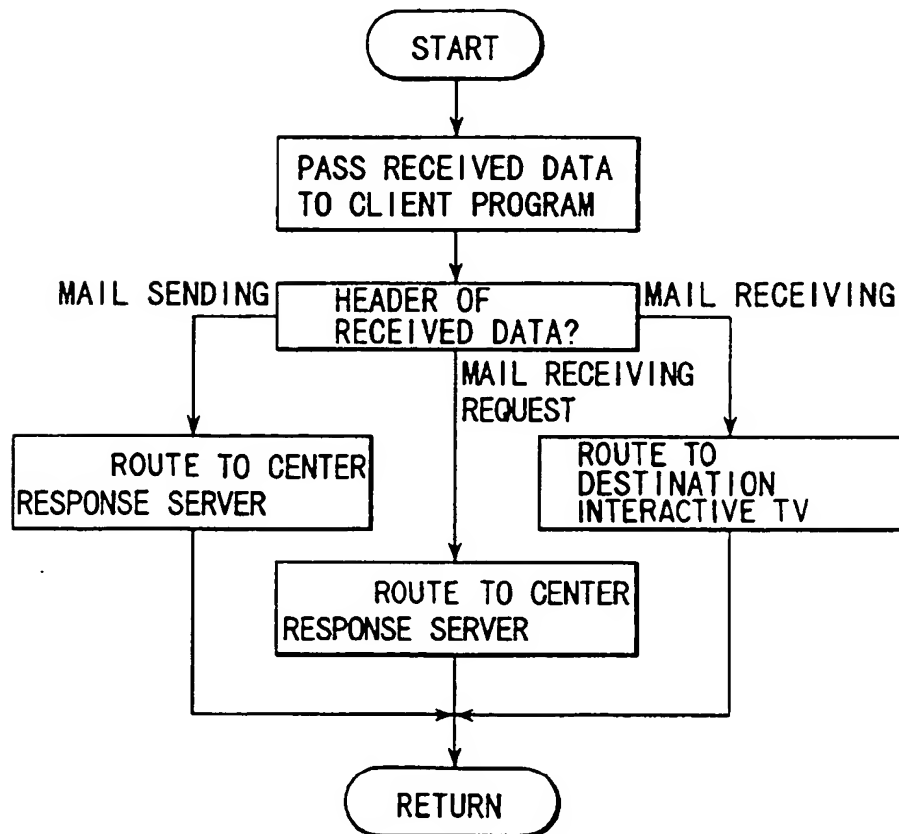 START
PASS RECEIVED DATA
TO CLIENT PROGRAM
MAIL SENDING
HEADER OF
RECEIVED DATA?
MAIL RECEIVING
MAIL RECEIVING
REQUEST
ROUTE TO CENTER
RESPONSE SERVER
ROUTE TO
DESTINATION
INTERACTIVE TV
ROUTE TO CENTER
RESPONSE SERVER
RETURN